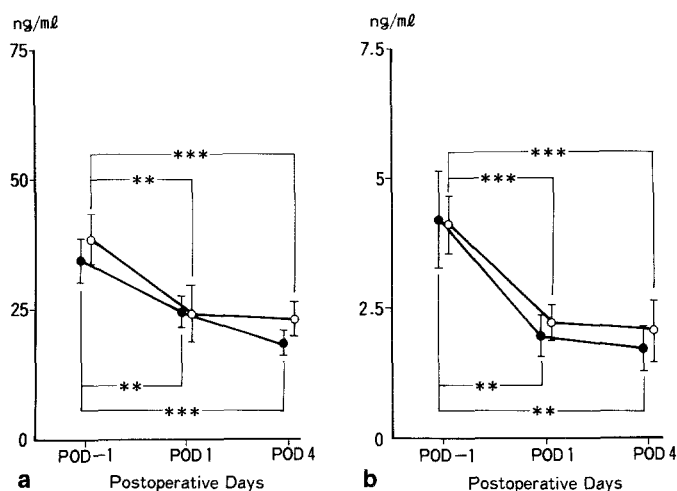 ng/mℓ
75
50
25
0
***
**
**
***
POD-1 POD 1 POD 4
a Postoperative Days
ng/mℓ
7.5
5
2.5
0
***
***
**
**
POD-1 POD 1 POD 4
b Postoperative Days